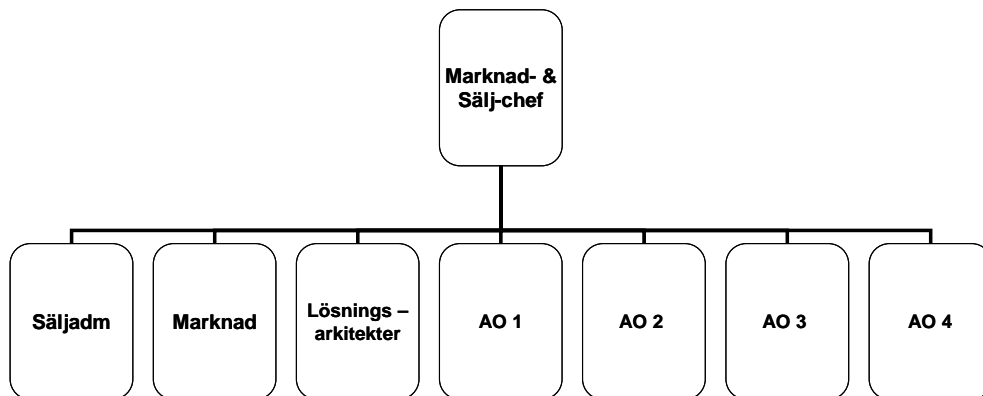 Marknad- &
Sälj-chef
Säljadm
Marknad
Lösnings –
arkitekter
AO 1
AO 2
AO 3
AO 4